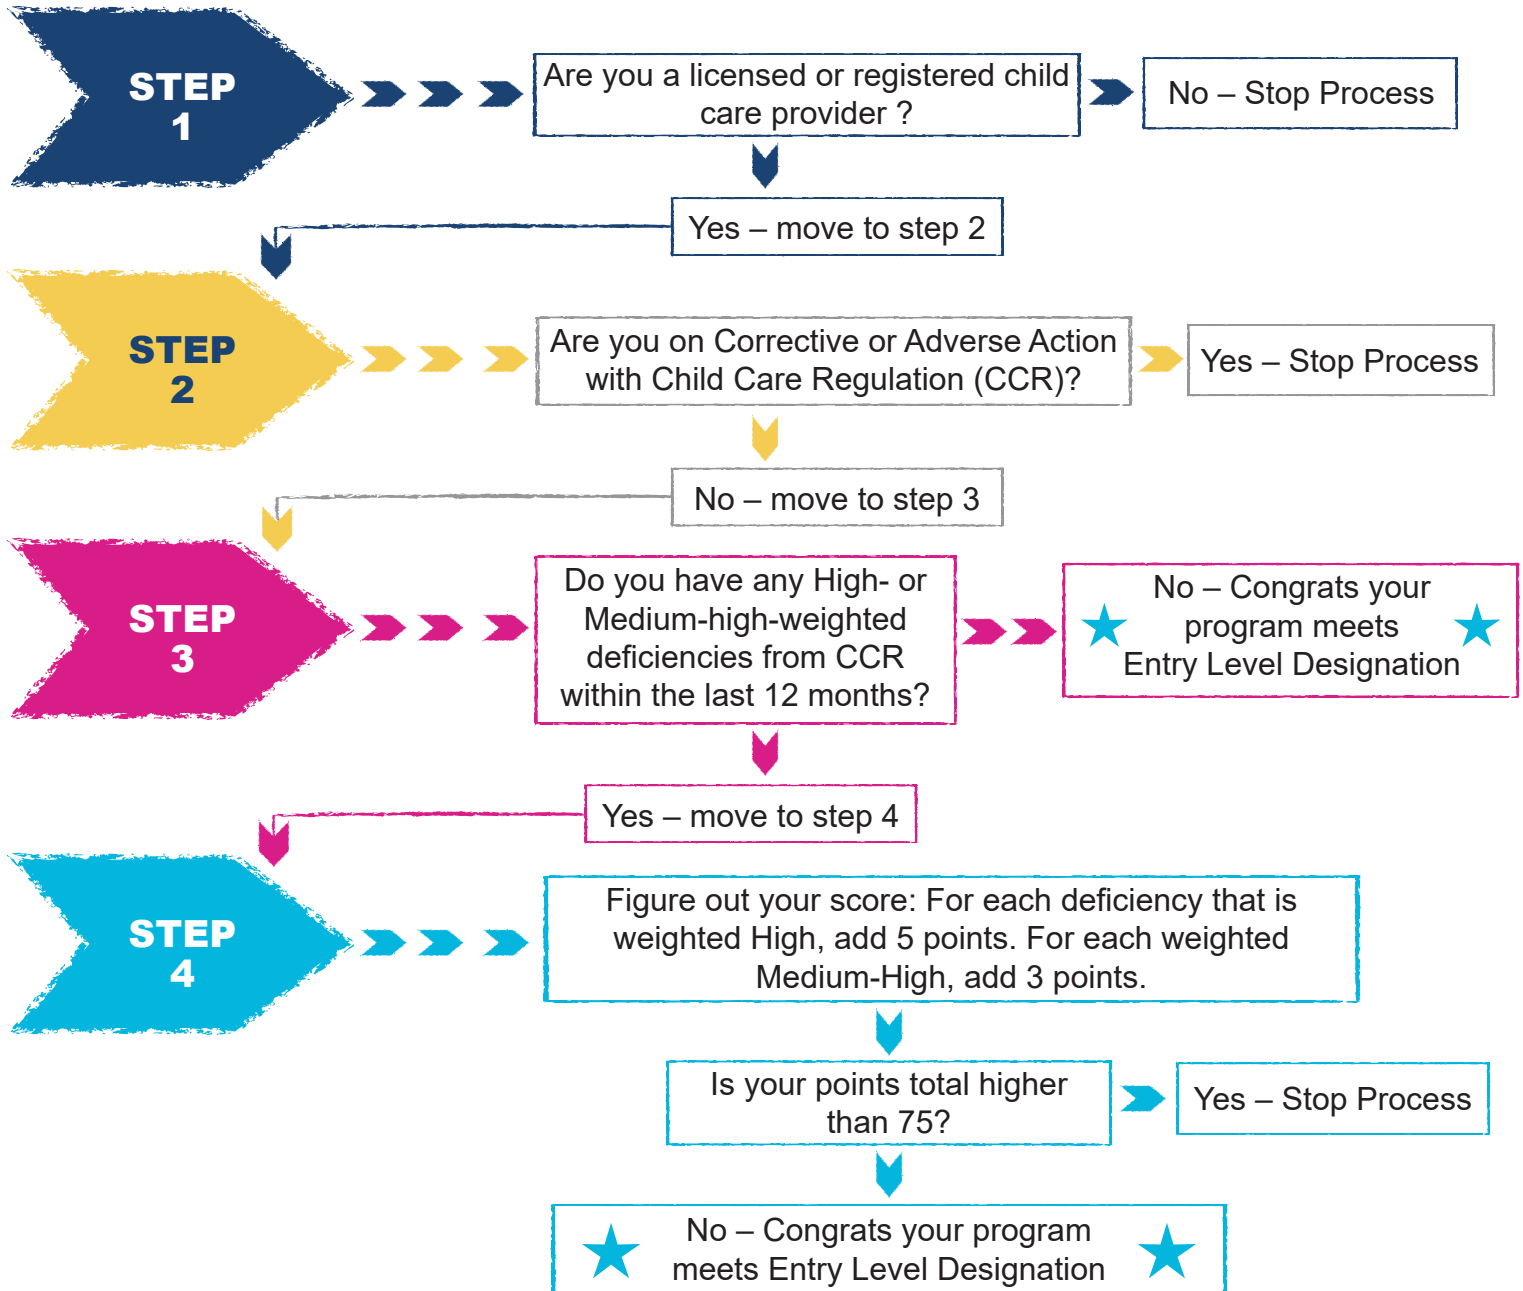 STEP
1
Are you a licensed or registered child
care provider ?
No – Stop Process
Yes – move to step 2
STEP
2
Are you on Corrective or Adverse Action
with Child Care Regulation (CCR)?
Yes – Stop Process
No – move to step 3
STEP
3
Do you have any High- or
Medium-high-weighted
deficiencies from CCR
within the last 12 months?
No – Congrats your
program meets
Entry Level Designation
Yes – move to step 4
STEP
4
Figure out your score: For each deficiency that is
weighted High, add 5 points. For each weighted
Medium-High, add 3 points.
Is your points total higher
than 75?
Yes – Stop Process
No – Congrats your program
meets Entry Level Designation